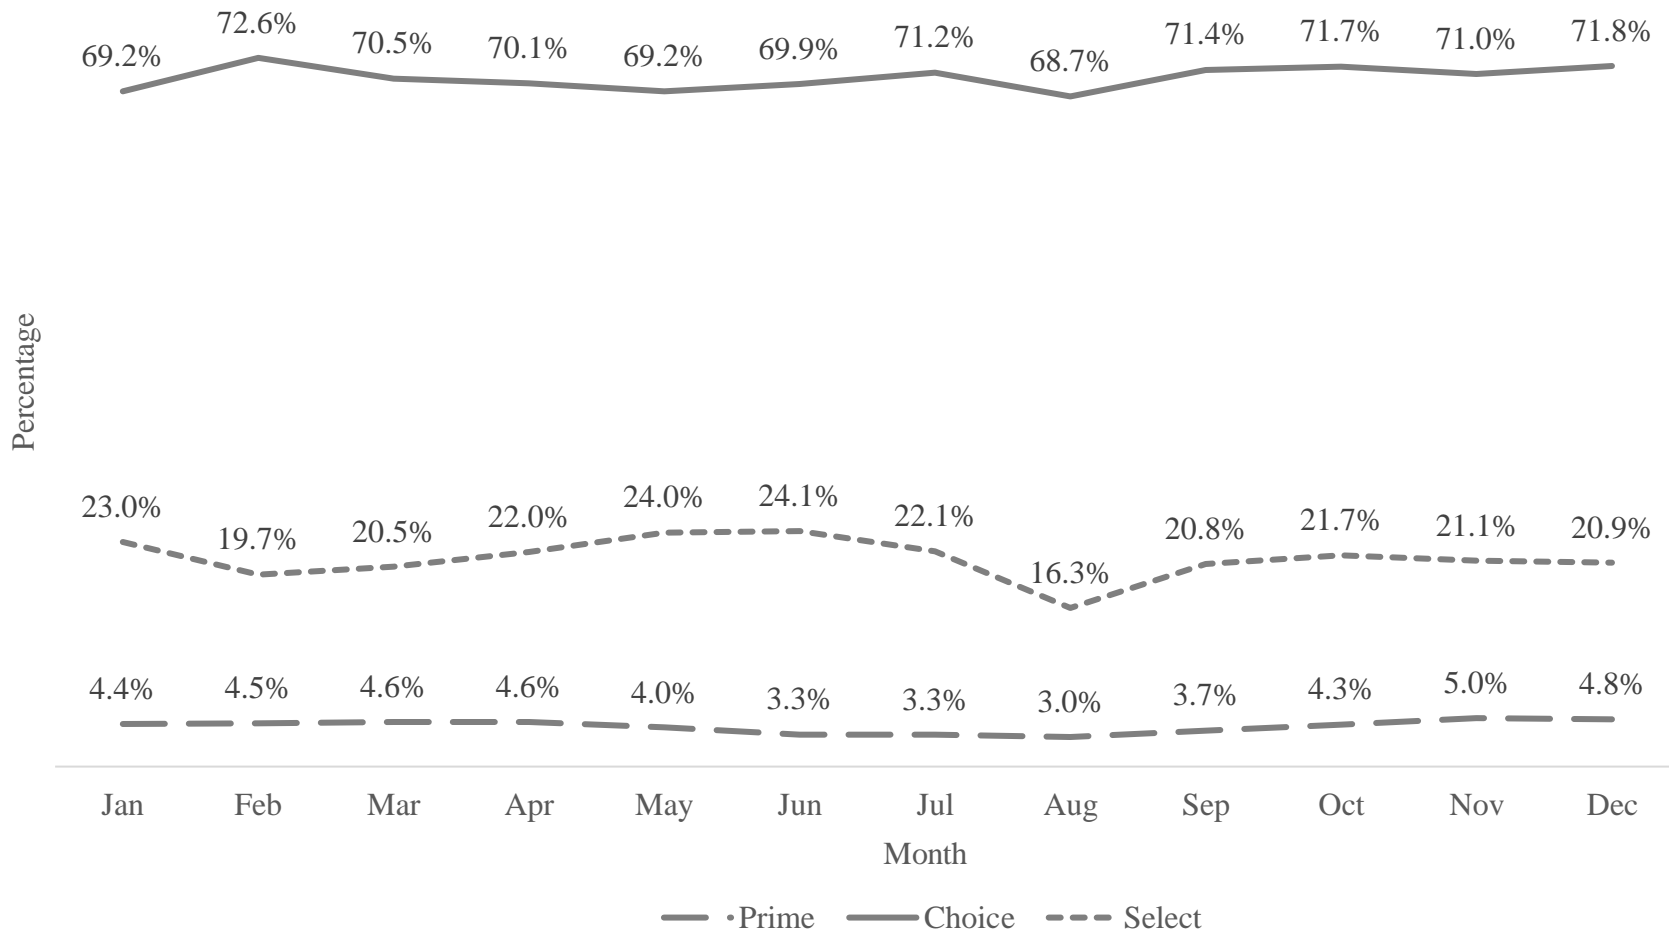 69.2% 72.6% 70.5% 70.1% 69.2% 69.9% 71.2% 68.7% 71.4% 71.7% 71.0% 71.8%
Percentage
23.0% 19.7% 20.5% 22.0% 24.0% 24.1% 22.1% 16.3% 20.8% 21.7% 21.1% 20.9%
4.4% 4.5% 4.6% 4.6% 4.0% 3.3% 3.3% 3.0% 3.7% 4.3% 5.0% 4.8%
Jan Feb Mar Apr May Jun Jul Aug Sep Oct Nov Dec
Month
Prime Choice Select